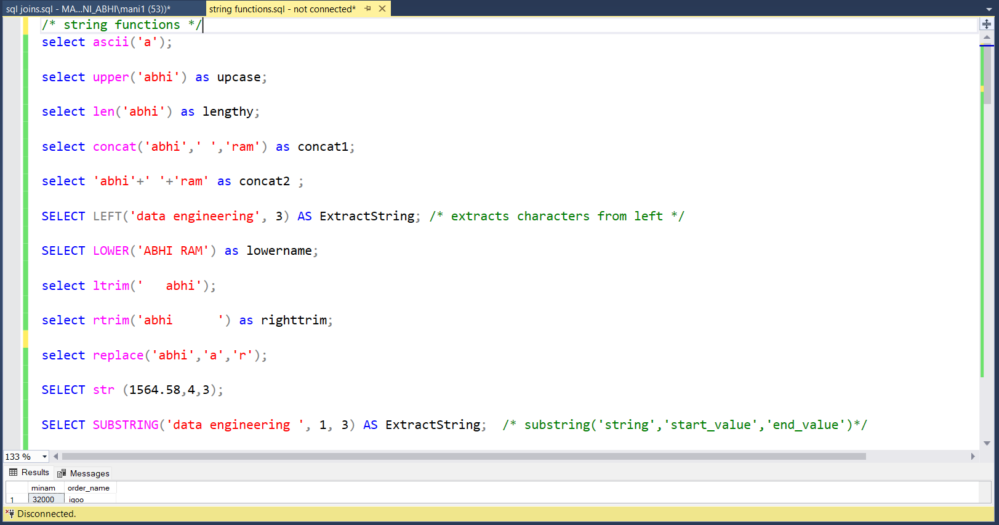 sql joins.sql - MA...NI_ABHI\mani1 (53))*
string functions.sql - not connected*
/* string functions */
select ascii('a');
select upper('abhi') as upcase;
select len('abhi') as lengthy;
select concat('abhi',' ','ram') as concat1;
select 'abhi'+' '+'ram' as concat2 ;
SELECT LEFT('data engineering', 3) AS ExtractString; /* extracts characters from left */
SELECT LOWER('ABHI RAM') as lowername;
select ltrim('   abhi');
select rtrim('abhi      ') as righttrim;
select replace('abhi','a','r');
SELECT str (1564.58,4,3);
SELECT SUBSTRING('data engineering ', 1, 3) AS ExtractString;  /* substring('string','start_value','end_value')*/
133 %
Results Messages
minam order_name
1 32000 iqoo
Disconnected.